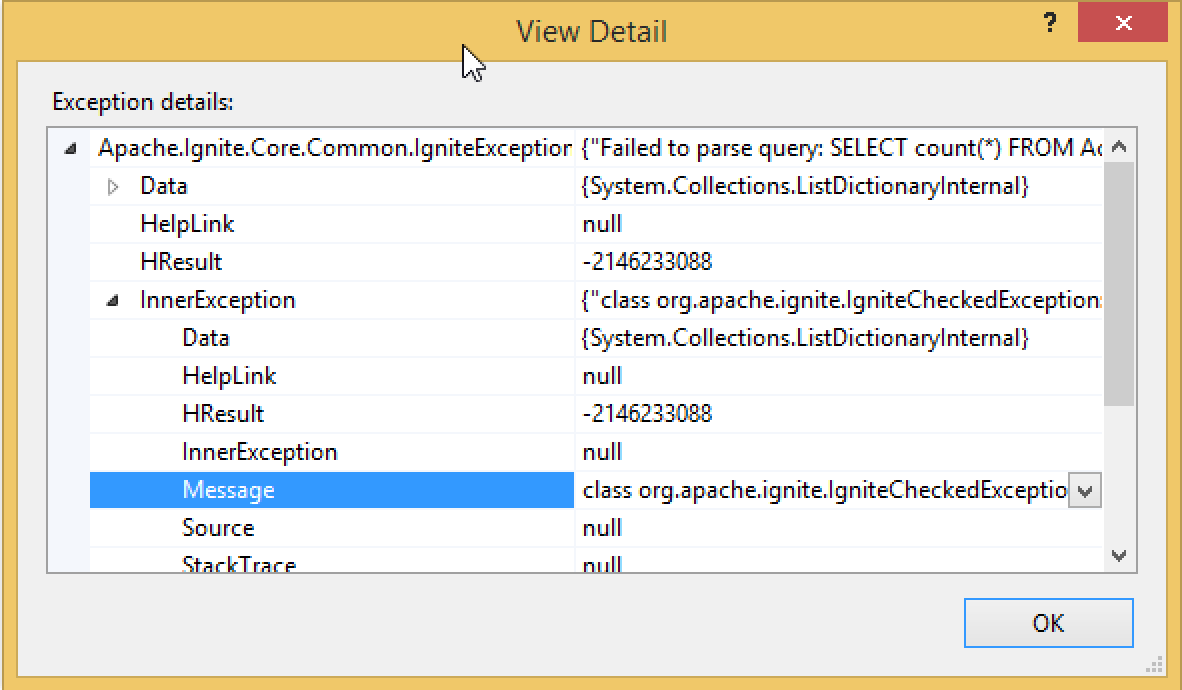 View Detail
?
Exception details:
Apache.Ignite.Core.Common.IgniteException {"Failed to parse query: SELECT count(*) FROM Ac
Data {System.Collections.ListDictionaryInternal}
HelpLink null
HResult -2146233088
InnerException {"class org.apache.ignite.IgniteCheckedException:
Data {System.Collections.ListDictionaryInternal}
HelpLink null
HResult -2146233088
InnerException null
Message class org.apache.ignite.IgniteCheckedExceptio
Source null
StackTrace null
OK